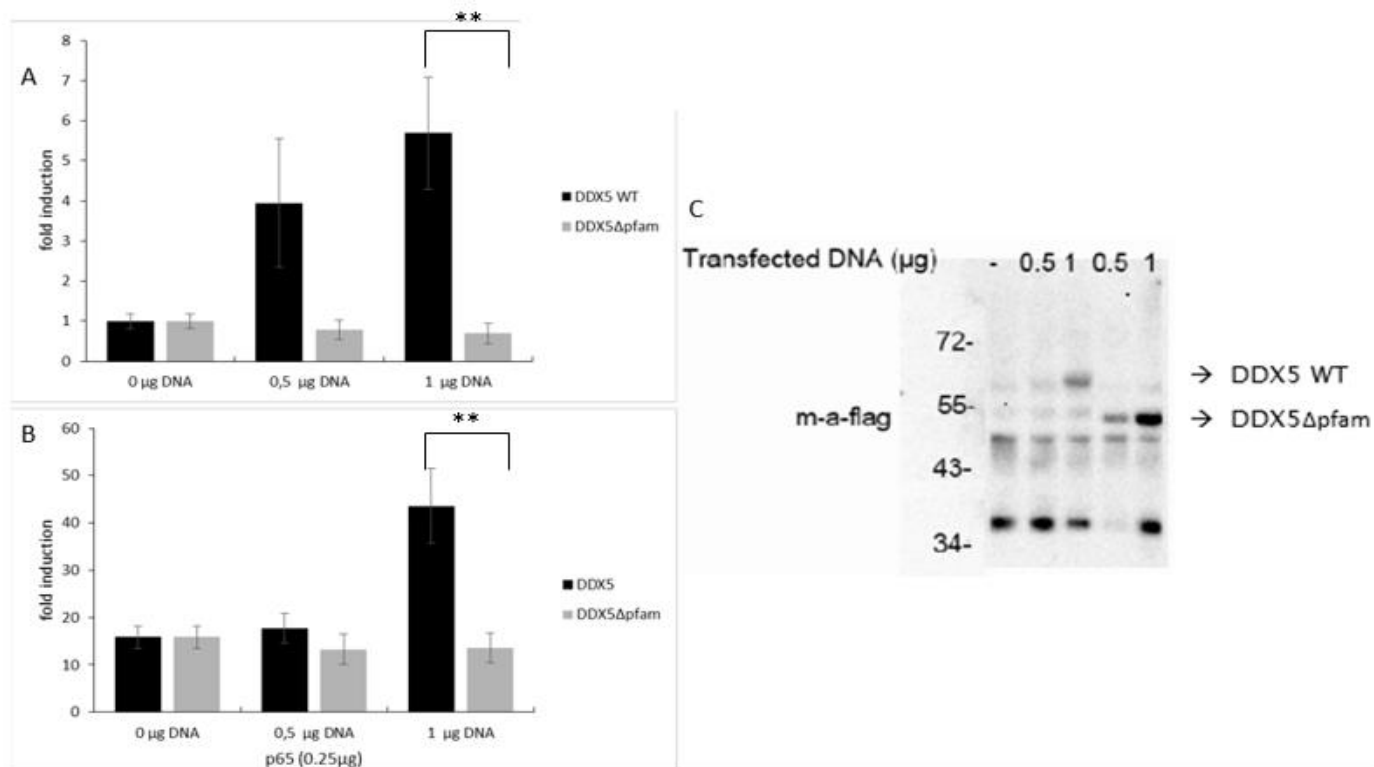 A
**
8
7
6
5
4
3
2
1
0
fold induction
0 µg DNA 0,5 µg DNA 1 µg DNA
DDX5 WT
DDX5Δpfam
B
**
60
50
40
30
20
10
0
fold induction
0 µg DNA 0,5 µg DNA 1 µg DNA
p65 (0.25µg)
DDX5
DDX5Δpfam
C
Transfected DNA (µg) - 0.5 1 0.5 1
72-
55-
43-
34-
m-a-flag
→ DDX5 WT
→ DDX5Δpfam